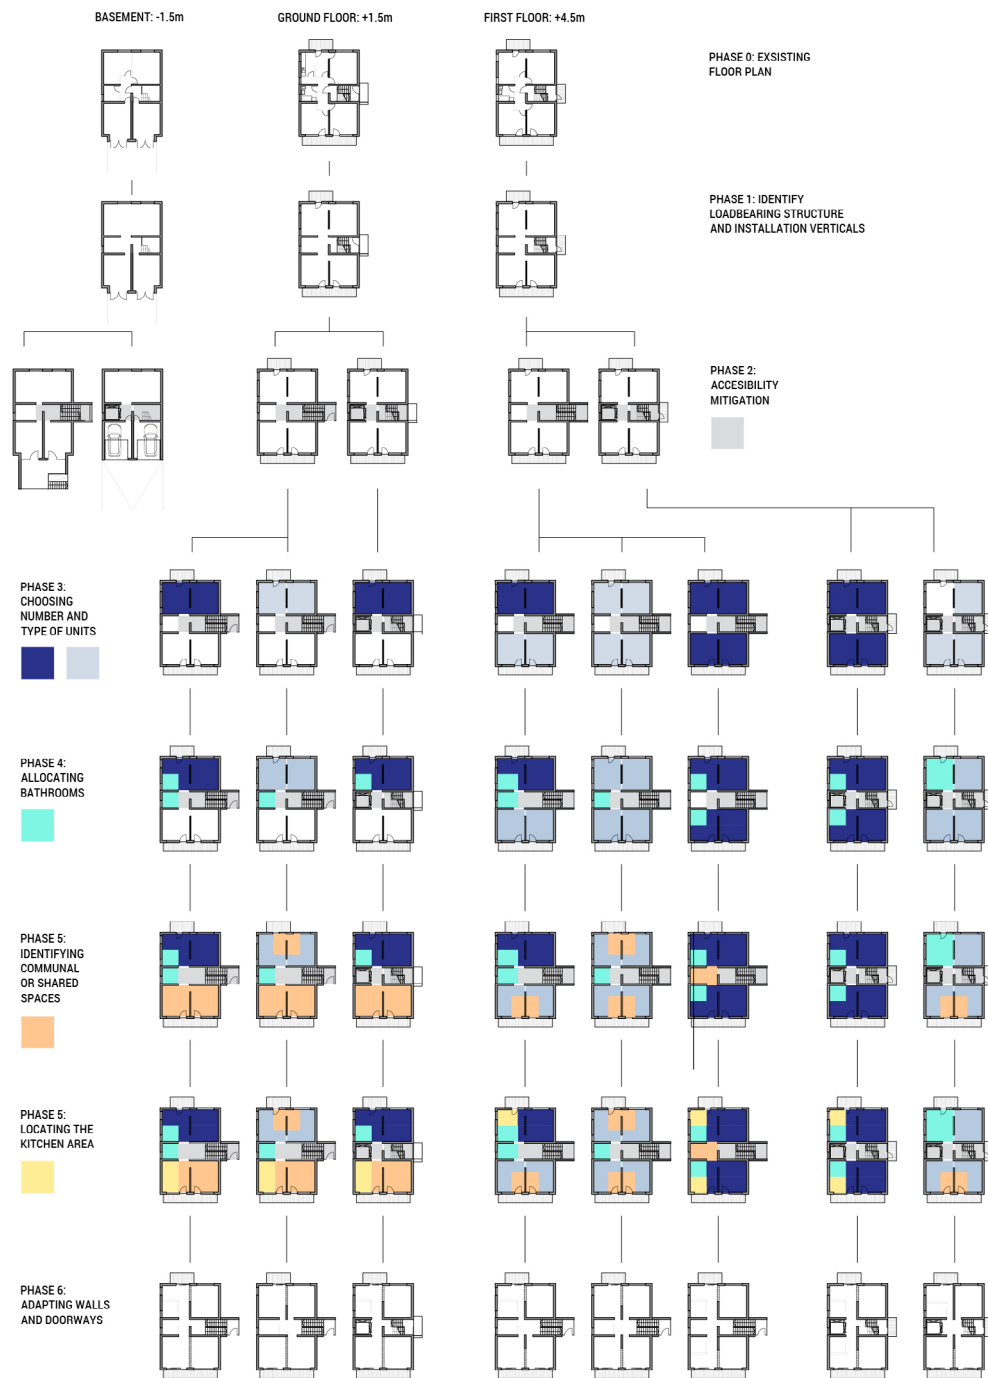 BASEMENT: -1.5m
GROUND FLOOR: +1.5m
FIRST FLOOR: +4.5m
PHASE 0: EXSISTING
FLOOR PLAN
PHASE 1: IDENTIFY
LOADBEARING STRUCTURE
AND INSTALLATION VERTICALS
PHASE 2:
ACCESIBILITY
MITIGATION
PHASE 3:
CHOOSING
NUMBER AND
TYPE OF UNITS
PHASE 4:
ALLOCATING
BATHROOMS
PHASE 5:
IDENTIFYING
COMMUNAL
OR SHARED
SPACES
PHASE 5:
LOCATING THE
KITCHEN AREA
PHASE 6:
ADAPTING WALLS
AND DOORWAYS